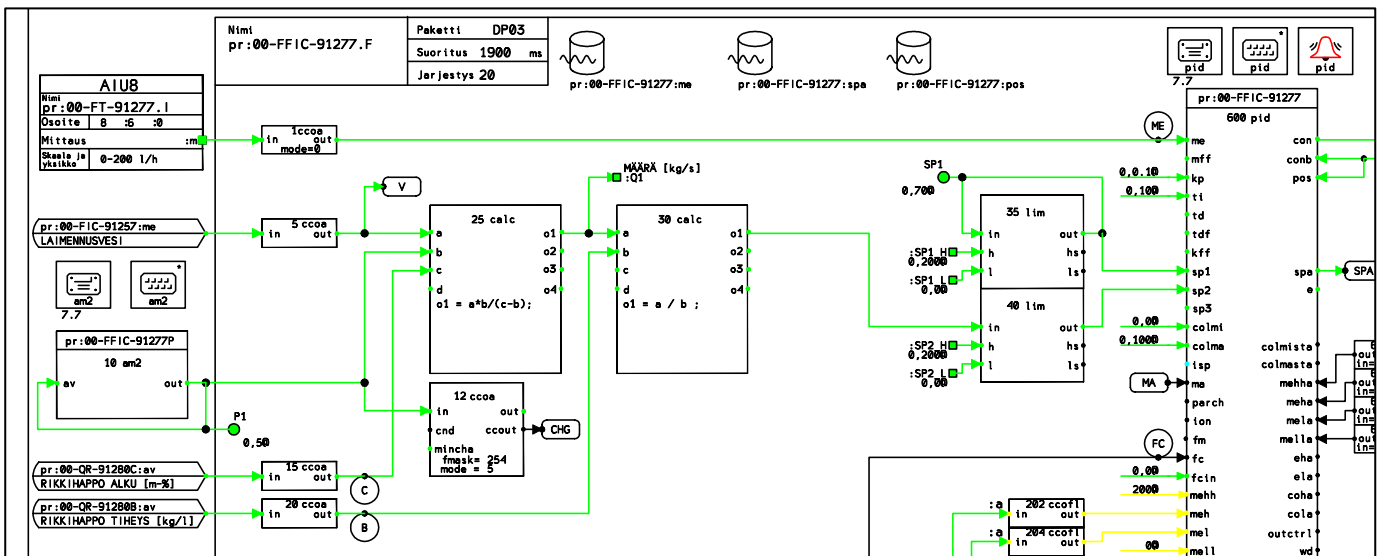 Nimi
pr:00-FFIC-91277.F
Paketti DP03
Suoritus 1900 ms
Jarjestys 20
pr:00-FFIC-91277:me
pr:00-FFIC-91277:spa
pr:00-FFIC-91277:pos
pid
pid
pid
7.7
AIU8
Nimi
pr:00-FT-91277.I
Osoite 8 :6 :0
Mittaus :m
Skaala ja yksikko 0-200 l/h
1 ccoa
in out
mode=0
ME
pr:00-FFIC-91277
600 pid
me con
mff conb
kp pos
ti
td
tdf
kff
sp1 spa
sp2 e
sp3
colmi
colma colmista
isp colmasta
ma mehha
parch meha
ion mela
fm mella
fc eha
fcin ela
mehh coha
meh cola
mel outctrl
mell wd
0,0.10
0,100
SPA
V
MÄÄRÄ [kg/s]
:Q1
SP1
0,700
pr:00-FIC-91257:me
LAIMENNUSVESI
5 ccoa
in out
25 calc
a o1
b o2
c o3
d o4
o1 = a*b/(c-b);
30 calc
a o1
b o2
c o3
d o4
o1 = a / b ;
35 lim
in out
h hs
l ls
:SP1_H
0,2000
:SP1_L
0,00
40 lim
in out
h hs
l ls
:SP2_H
0,2000
:SP2_L
0,00
0,00
0,1000
am2
am2
7.7
pr:00-FFIC-91277P
10 am2
av out
P1
0,50
12 ccoa
in out
cnd ccout
mincha
fmask= 254
mode = 5
CHG
MA
FC
0,00
2000
00
out
in=
out
in=
out
in=
out
in=
pr:00-QR-91280C:av
RIKKIHAPPO ALKU [m-%]
15 ccoa
in out
C
pr:00-QR-91280B:av
RIKKIHAPPO TIHEYS [kg/l]
20 ccoa
in out
B
:a
202 ccofl
in out
:a
204 ccofl
in out